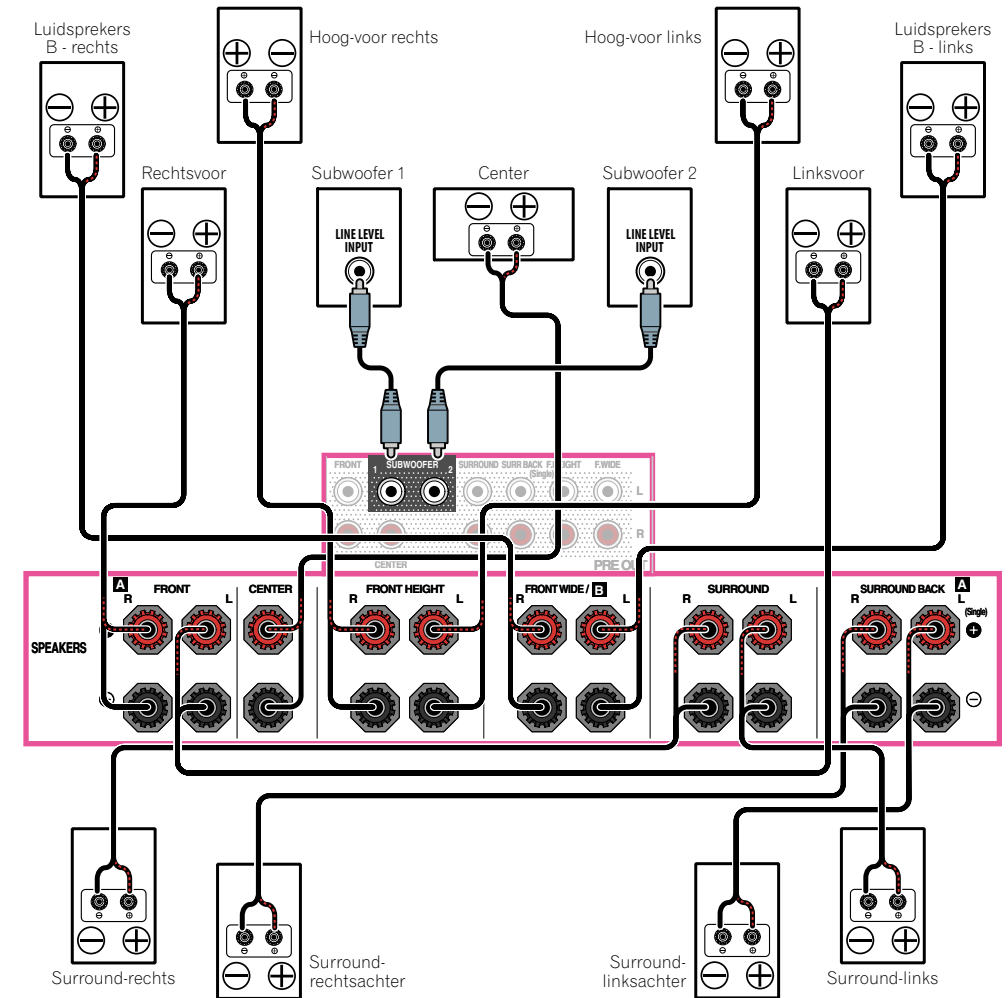 Luidsprekers
B - rechts
Hoog-voor rechts
Hoog-voor links
Luidsprekers
B - links
Rechtsvoor
Subwoofer 1
Center
Subwoofer 2
Linksvoor
LINE LEVEL
INPUT
LINE LEVEL
INPUT
FRONT
1 SUBWOOFER 2
SURROUND
SURR BACK
(Single)
F.WIDE
L
R
CENTER
PRE OUT
SPEAKERS
A
FRONT
R L
CENTER
FRONT HEIGHT
R L
FRONT WIDE / B
R L
SURROUND
R L
SURROUND BACK A
R L
(Single)
Surround-rechts
Surround-
rechtsachter
Surround-
linksachter
Surround-links